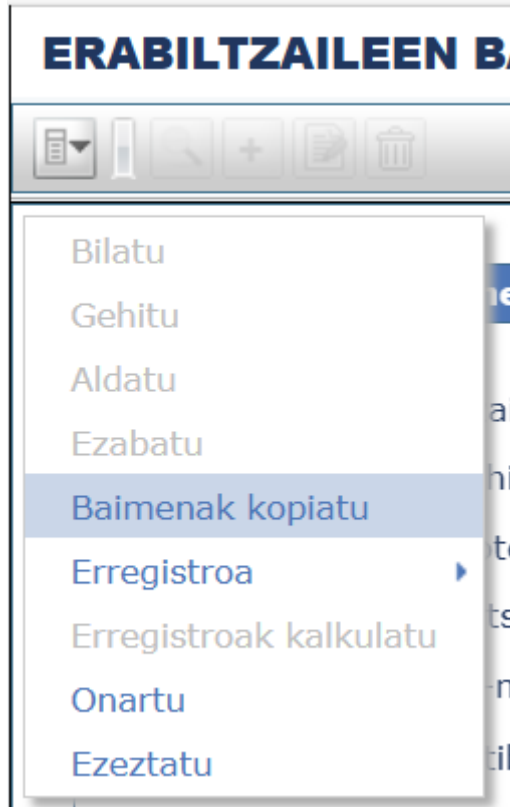 ERABILTZAILEEN
Bilatu
Gehitu
Aldatu
Ezabatu
Baimenak kopiatu
Erregistroa
Erregistroak kalkulatu
Onartu
Ezeztatu